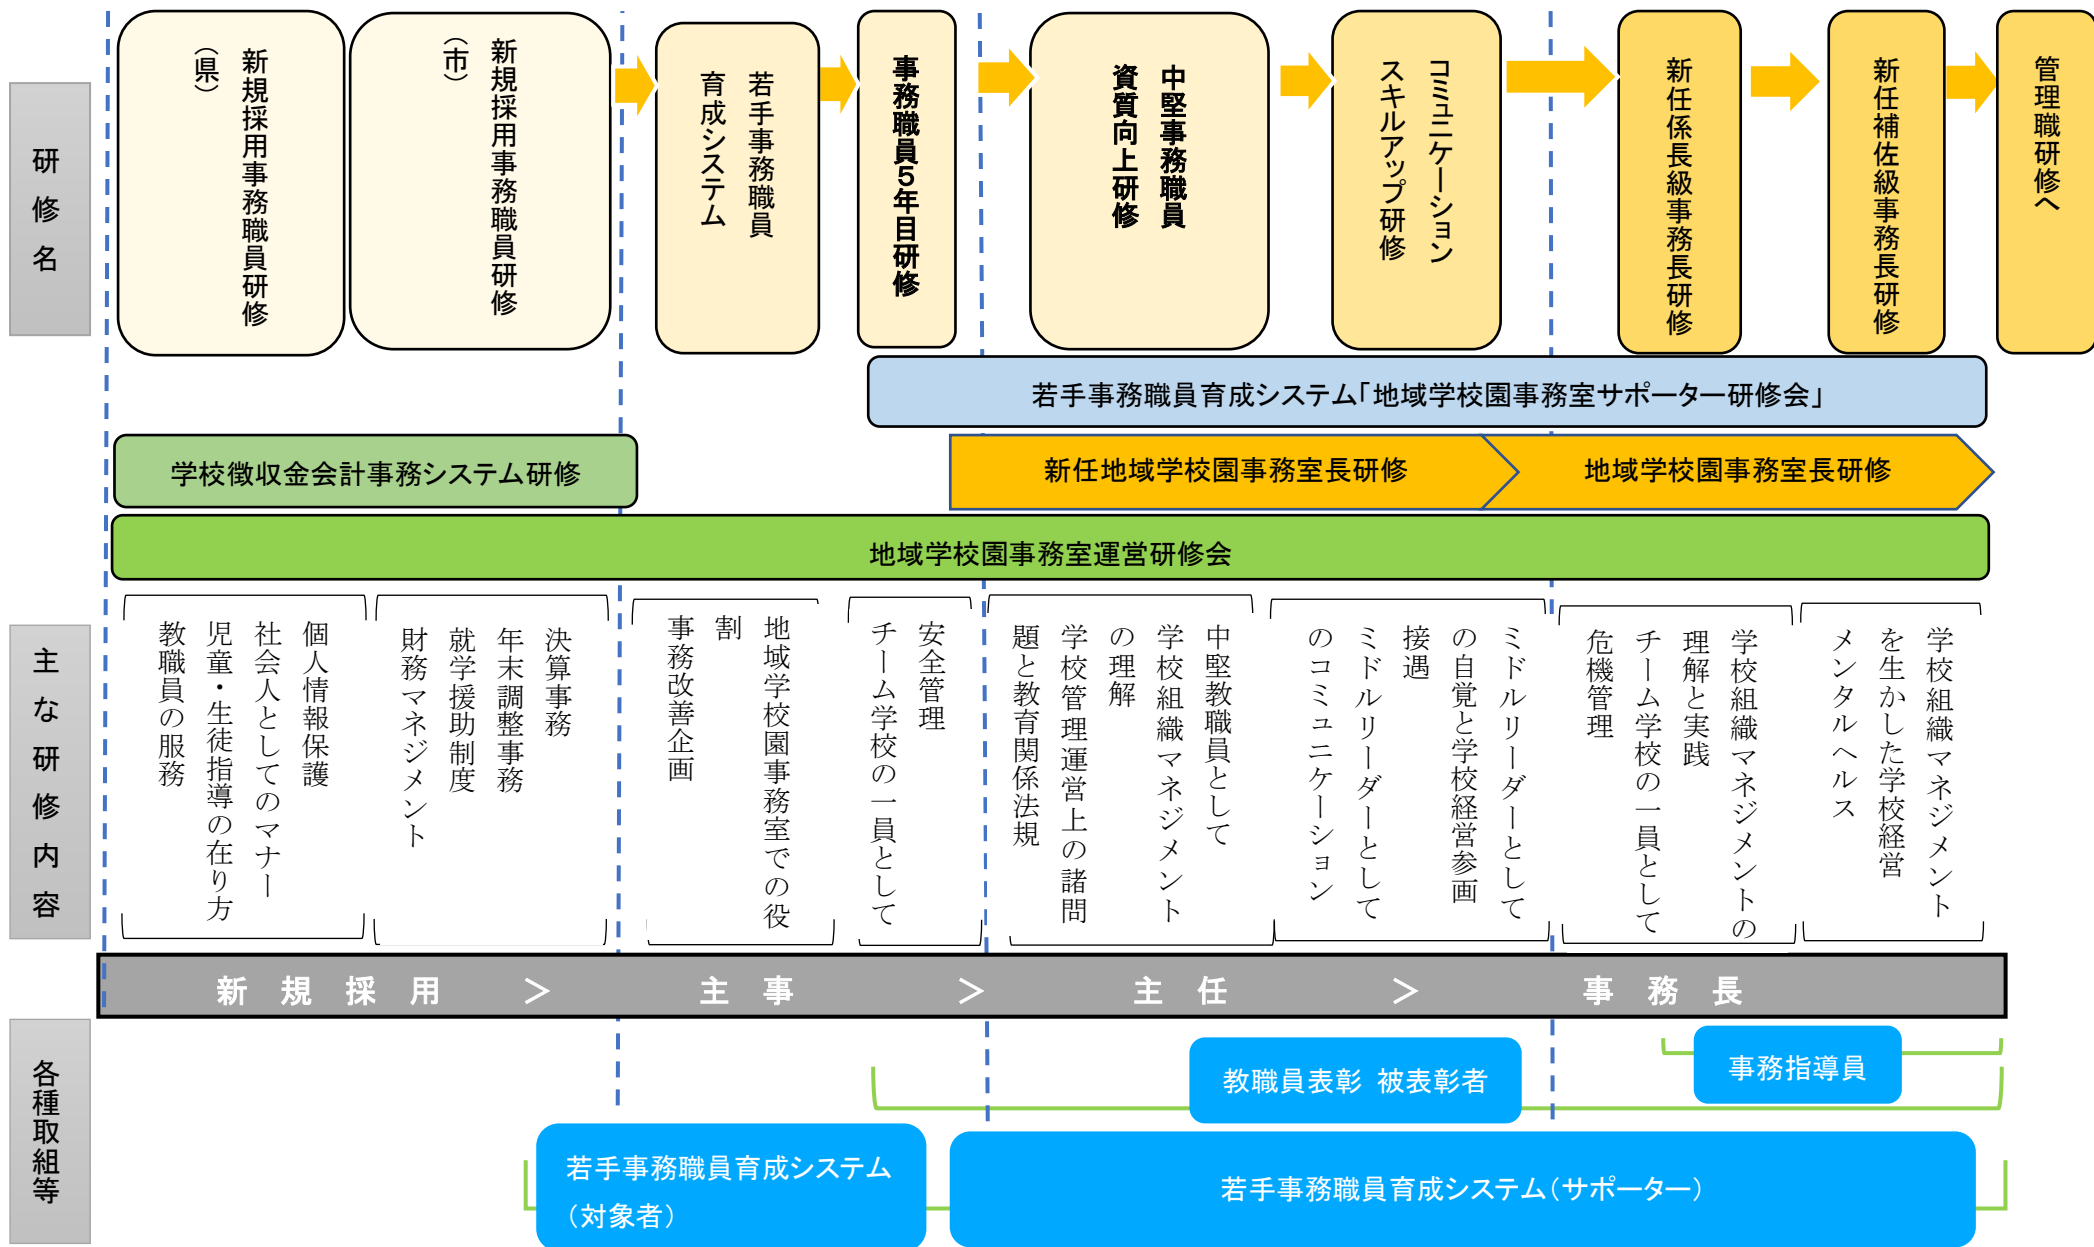 研修名
新規採用事務職員研修
（県）
新規採用事務職員研修
（市）
若手事務職員
育成システム
事務職員５年目研修
中堅事務職員
資質向上研修
コミュニケーション
スキルアップ研修
新任係長級事務長研修
新任補佐級事務長研修
管理職研修へ
若手事務職員育成システム「地域学校園事務室サポーター研修会」
学校徴収金会計事務システム研修
新任地域学校園事務室長研修
地域学校園事務室長研修
地域学校園事務室運営研修会
主な研修内容
個人情報保護
社会人としてのマナー
児童・生徒指導の在り方
教職員の服務
決算事務
年末調整事務
就学援助制度
財務マネジメント
地域学校園事務室での役
割
事務改善企画
安全管理
チーム学校の一員として
中堅教職員として
学校組織マネジメント
の理解
学校管理運営上の諸問
題と教育関係法規
ミドルリーダーとして
の自覚と学校経営参画
接遇
ミドルリーダーとして
のコミュニケーション
学校組織マネジメントの
理解と実践
チーム学校の一員として
危機管理
学校組織マネジメント
を生かした学校経営
メンタルヘルス
新規採用 ＞ 主事 ＞ 主任 ＞ 事務長
各種取組等
事務指導員
教職員表彰 被表彰者
若手事務職員育成システム
（対象者）
若手事務職員育成システム（サポーター）